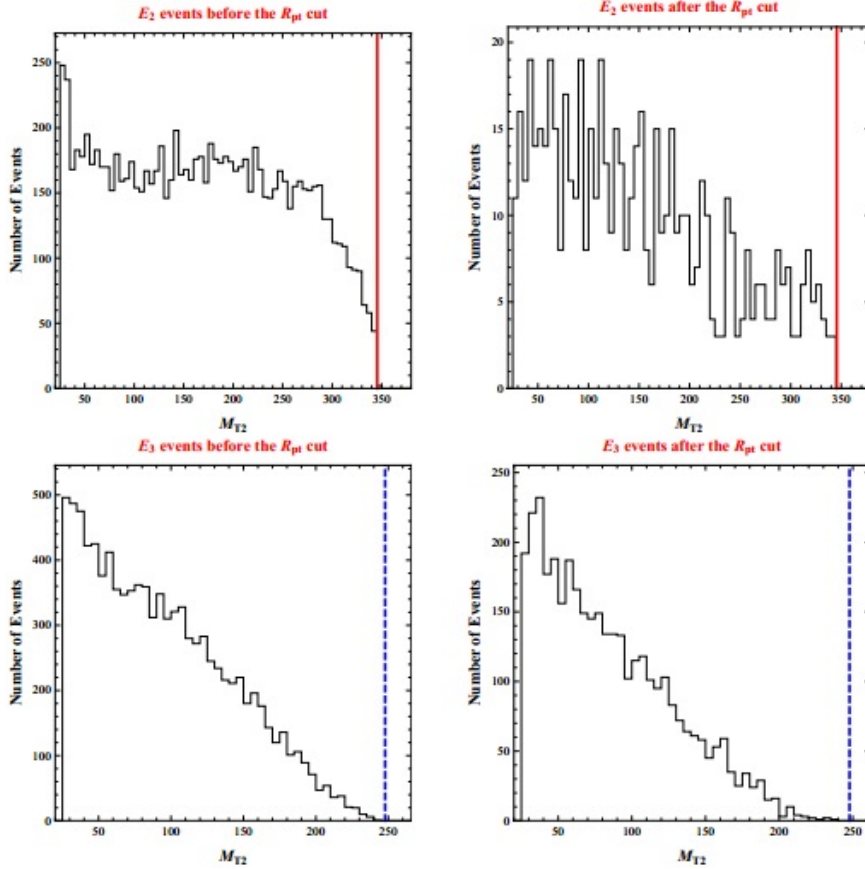 E2 events before the Rpt cut
Number of Events
250
200
150
100
50
0
50 100 150 200 250 300 350
MT2
E2 events after the Rpt cut
Number of Events
20
15
10
5
0
50 100 150 200 250 300 350
MT2
E3 events before the Rpt cut
Number of Events
500
400
300
200
100
0
50 100 150 200 250
MT2
E3 events after the Rpt cut
Number of Events
250
200
150
100
50
0
50 100 150 200 250
MT2